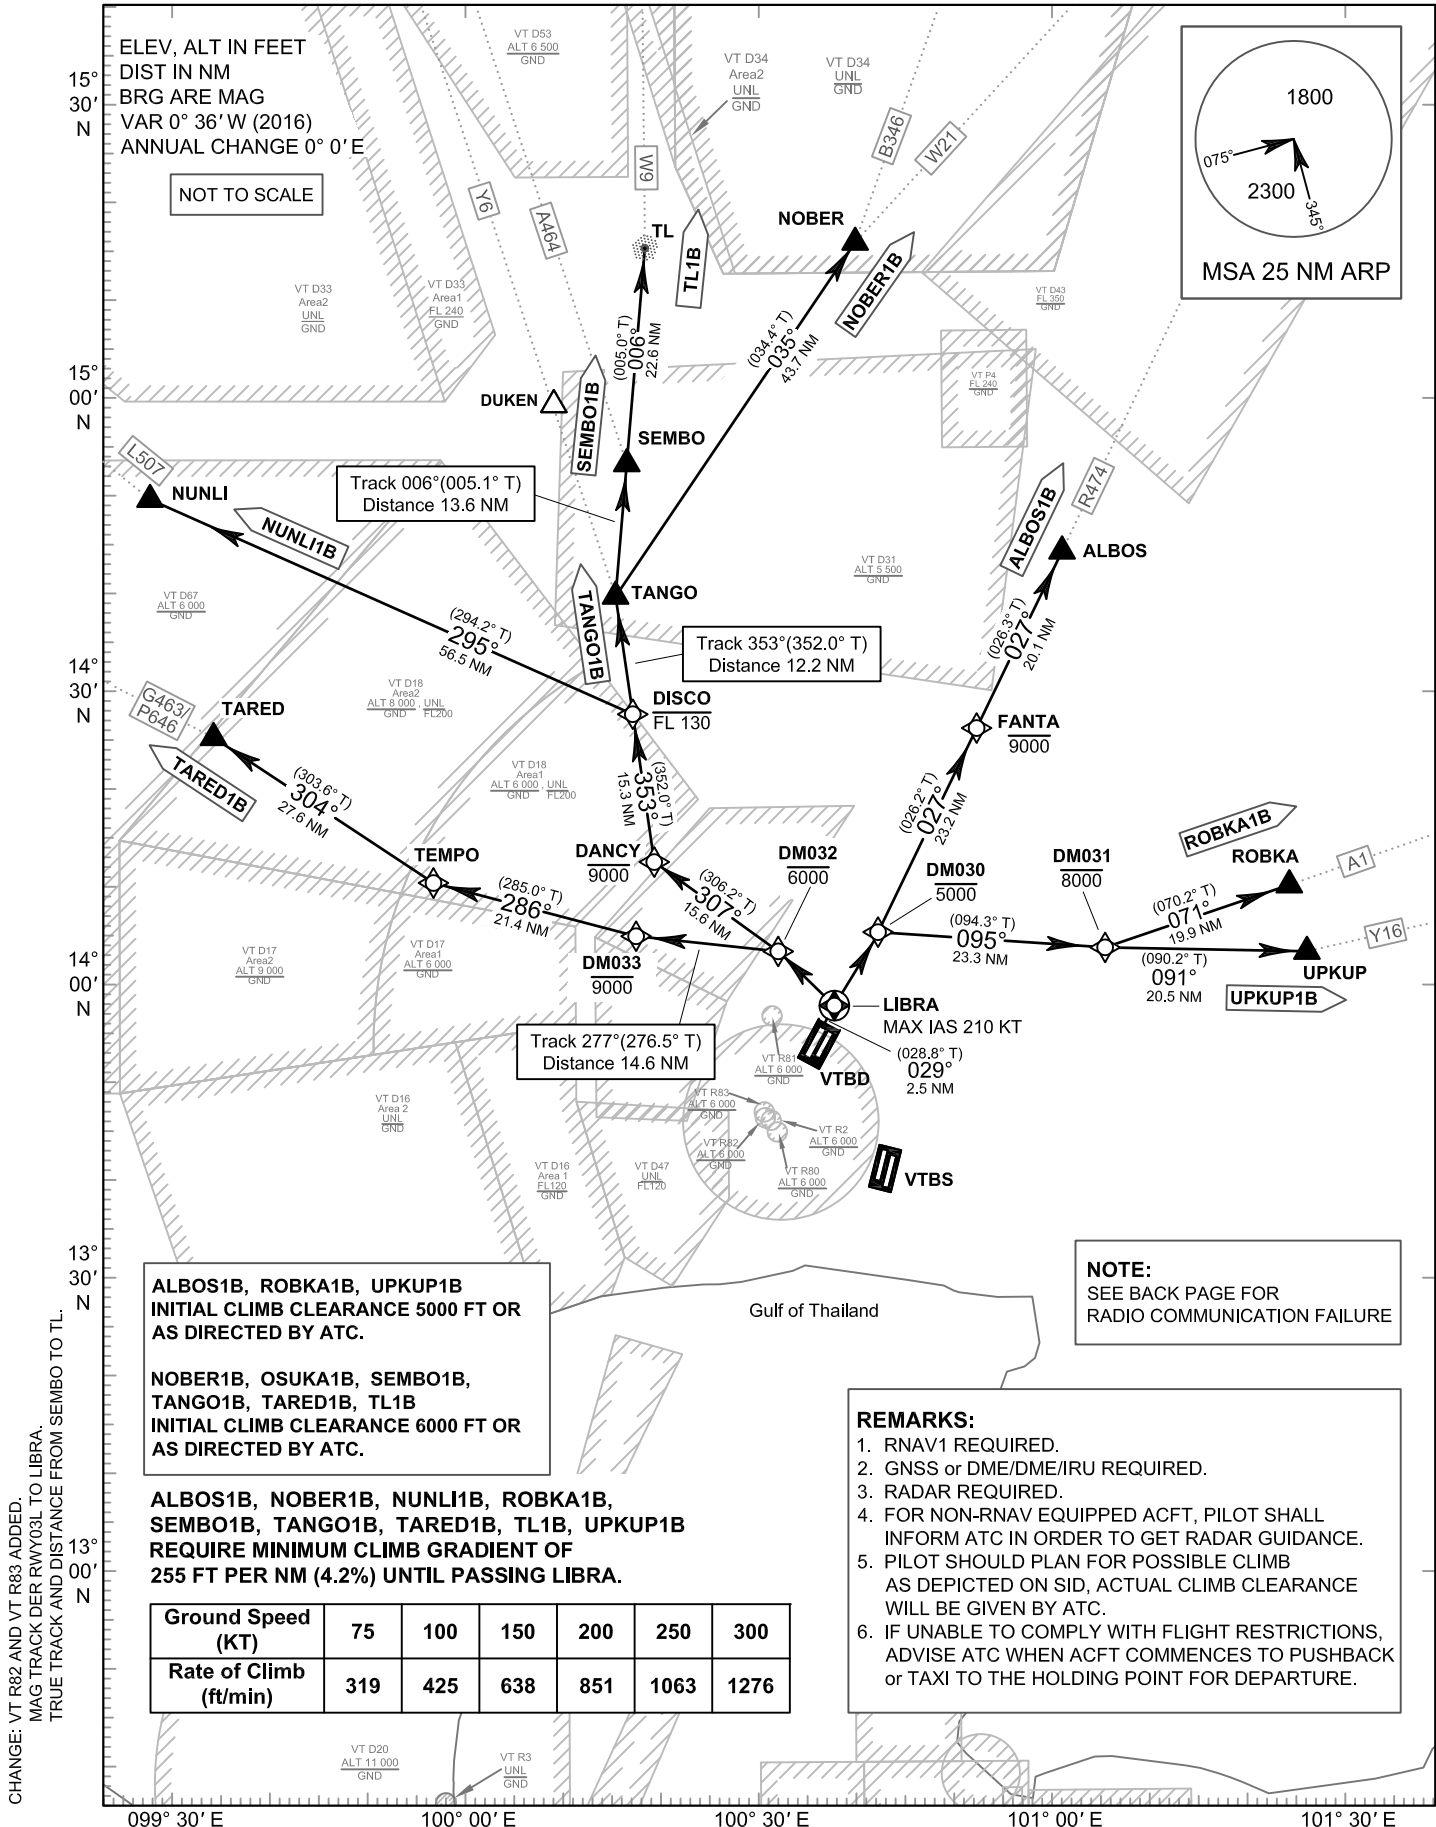 ELEV, ALT IN FEET
DIST IN NM
BRG ARE MAG
VAR 0° 36′ W (2016)
ANNUAL CHANGE 0° 0′ E
NOT TO SCALE
15°
30′
N
15°
00′
N
14°
30′
N
14°
00′
N
13°
30′
N
13°
00′
N
VT D53
ALT 6 500
GND
VT D34
Area2
UNL
GND
VT D34
UNL
GND
1800
075°
2300
345°
MSA 25 NM ARP
W9
B346
W21
Y6
A464
TL
TL1B
NOBER
NOBER1B
VT D33
Area2
UNL
GND
VT D33
Area1
FL 240
GND
VT D43
FL 350
GND
(005.0° T)
006°
22.6 NM
(034.4° T)
035°
43.7 NM
VT P4
FL 240
GND
DUKEN
SEMBO1B
SEMBO
L507
NUNLI
NUNLI1B
Track 006°(005.1° T)
Distance 13.6 NM
R474
ALBOS1B
ALBOS
VT D31
ALT 5 500
GND
VT D67
ALT 6 000
GND
TANGO
TANGO1B
(294.2° T)
295°
56.5 NM
Track 353°(352.0° T)
Distance 12.2 NM
(026.3° T)
027°
20.1 NM
G463/
P646
TARED
TARED1B
VT D18
Area2
ALT 8 000 , UNL
GND FL200
DISCO
FL 130
FANTA
9000
(303.6° T)
304°
27.6 NM
VT D18
Area1
ALT 6 000 , UNL
GND FL200
(352.0° T)
353°
15.3 NM
(026.2° T)
027°
23.2 NM
ROBKA1B
ROBKA
A1
TEMPO
DANCY
9000
DM032
6000
DM030
5000
DM031
8000
(285.0° T)
286°
21.4 NM
(306.2° T)
307°
15.6 NM
(094.3° T)
095°
23.3 NM
(070.2° T)
071°
19.9 NM
Y16
(090.2° T)
091°
20.5 NM
UPKUP
UPKUP1B
VT D17
Area2
ALT 9 000
GND
VT D17
Area1
ALT 6 000
GND
DM033
9000
LIBRA
MAX IAS 210 KT
Track 277°(276.5° T)
Distance 14.6 NM
(028.8° T)
029°
2.5 NM
VTBD
VT R81
ALT 6 000
GND
VT R83
ALT 6 000
GND
VT R82
ALT 6 000
GND
VT R2
ALT 6 000
GND
VT R80
ALT 6 000
GND
VTBS
VT D16
Area 2
UNL
GND
VT D16
Area 1
FL120
GND
VT D47
UNL
FL120
Gulf of Thailand
ALBOS1B, ROBKA1B, UPKUP1B
INITIAL CLIMB CLEARANCE 5000 FT OR
AS DIRECTED BY ATC.
NOBER1B, OSUKA1B, SEMBO1B,
TANGO1B, TARED1B, TL1B
INITIAL CLIMB CLEARANCE 6000 FT OR
AS DIRECTED BY ATC.
NOTE:
SEE BACK PAGE FOR
RADIO COMMUNICATION FAILURE
ALBOS1B, NOBER1B, NUNLI1B, ROBKA1B,
SEMBO1B, TANGO1B, TARED1B, TL1B, UPKUP1B
REQUIRE MINIMUM CLIMB GRADIENT OF
255 FT PER NM (4.2%) UNTIL PASSING LIBRA.
Ground Speed (KT) 75 100 150 200 250 300
Rate of Climb (ft/min) 319 425 638 851 1063 1276
REMARKS:
1. RNAV1 REQUIRED.
2. GNSS or DME/DME/IRU REQUIRED.
3. RADAR REQUIRED.
4. FOR NON-RNAV EQUIPPED ACFT, PILOT SHALL
INFORM ATC IN ORDER TO GET RADAR GUIDANCE.
5. PILOT SHOULD PLAN FOR POSSIBLE CLIMB
AS DEPICTED ON SID, ACTUAL CLIMB CLEARANCE
WILL BE GIVEN BY ATC.
6. IF UNABLE TO COMPLY WITH FLIGHT RESTRICTIONS,
ADVISE ATC WHEN ACFT COMMENCES TO PUSHBACK
or TAXI TO THE HOLDING POINT FOR DEPARTURE.
VT D20
ALT 11 000
GND
VT R3
UNL
GND
099° 30′ E
100° 00′ E
100° 30′ E
101° 00′ E
101° 30′ E
CHANGE: VT R82 AND VT R83 ADDED.
MAG TRACK DER RWY03L TO LIBRA.
TRUE TRACK AND DISTANCE FROM SEMBO TO TL.